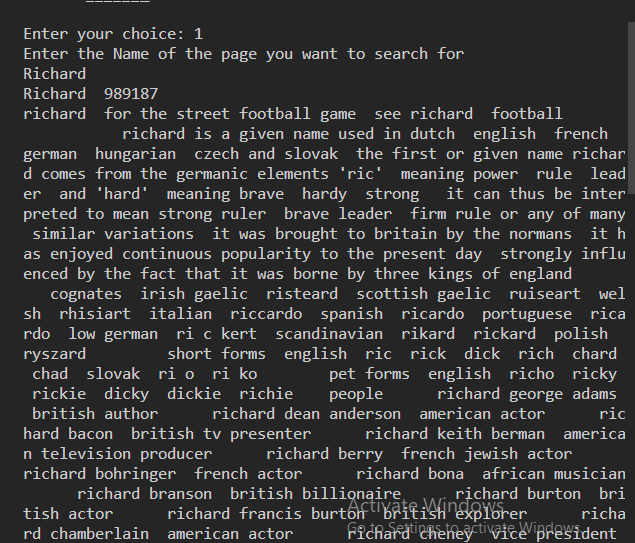 Enter your choice: 1
Enter the Name of the page you want to search for
Richard
Richard  989187
richard  for the street football game  see richard  football
richard is a given name used in dutch  english  french
german  hungarian  czech and slovak  the first or given name richar
d comes from the germanic elements 'ric'  meaning power  rule  lead
er  and 'hard'  meaning brave  hardy  strong   it can thus be inter
preted to mean strong ruler  brave leader  firm rule or any of many
similar variations  it was brought to britain by the normans  it h
as enjoyed continuous popularity to the present day  strongly influ
enced by the fact that it was borne by three kings of england
cognates  irish gaelic  risteard  scottish gaelic  ruiseart  wel
sh  rhisiart  italian  riccardo  spanish  ricardo  portuguese  rica
rdo  low german  ri c kert  scandinavian  rikard  rickard  polish
ryszard         short forms  english  ric  rick  dick  rich  chard
chad  slovak  ri o  ri ko        pet forms  english  richo  ricky
rickie  dicky  dickie  richie    people      richard george adams
british author      richard dean anderson  american actor      ric
hard bacon  british tv presenter      richard keith berman  america
n television producer      richard berry  french jewish actor
richard bohringer  french actor      richard bona  african musician
richard branson  british billionaire      richard burton  bri
tish actor      richard francis burton  british explorer      richa
rd chamberlain  american actor      richard cheney  vice president
Activate Windows
Go to Settings to activate Windows.